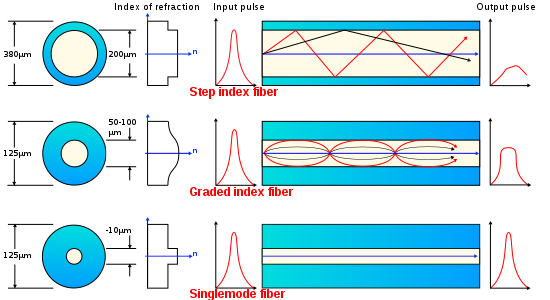 Index of refraction Input pulse Output pulse
380µm 200µm n
Step index fiber
50-100
µm
125µm n
Graded index fiber
-10µm
125µm n
Singlemode fiber